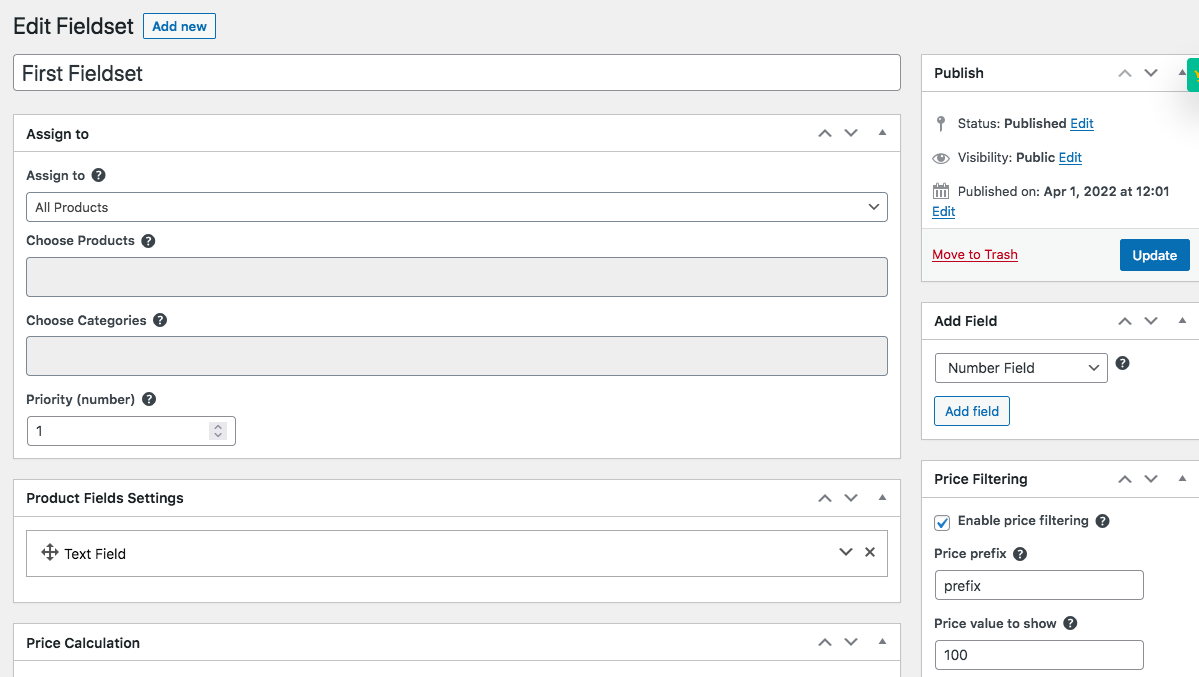 Edit Fieldset Add new
First Fieldset
Assign to
Assign to
All Products
Choose Products
Choose Categories
Priority (number)
1
Product Fields Settings
Text Field
Price Calculation
Publish
Status: Published Edit
Visibility: Public Edit
Published on: Apr 1, 2022 at 12:01
Edit
Move to Trash Update
Add Field
Number Field
Add field
Price Filtering
Enable price filtering
Price prefix
prefix
Price value to show
100